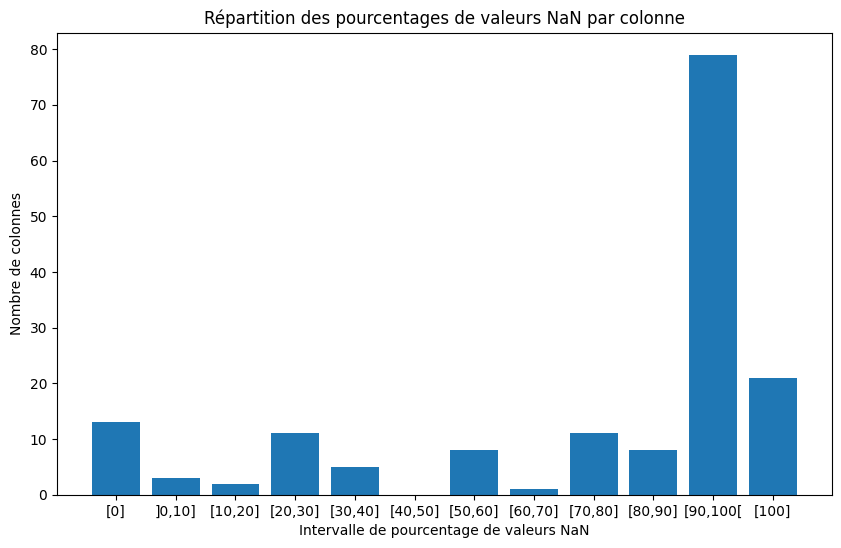 Répartition des pourcentages de valeurs NaN par colonne
80
70
60
50
40
30
20
10
0
Nombre de colonnes
[0] ]0,10] [10,20] [20,30] [30,40] [40,50] [50,60] [60,70] [70,80] [80,90] [90,100[ [100]
Intervalle de pourcentage de valeurs NaN